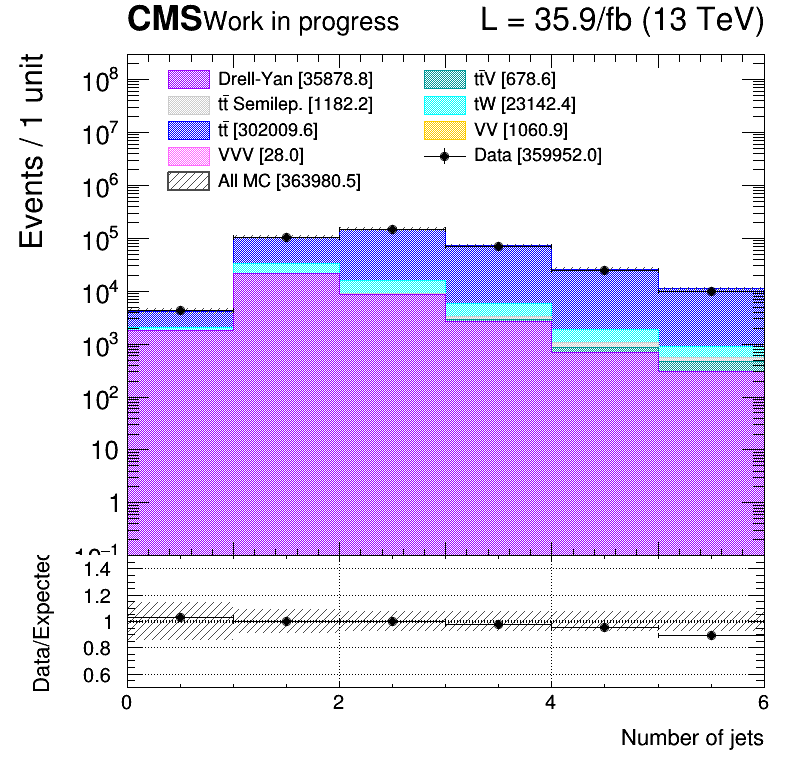 CMS Work in progress L = 35.9/fb (13 TeV)
Events / 1 unit
Drell-Yan [35878.8]
tt̄ Semilep. [1182.2]
tt̄ [302009.6]
VVV [28.0]
All MC [363980.5]
tt̄V [678.6]
tW [23142.4]
VV [1060.9]
Data [359952.0]
10⁸
10⁷
10⁶
10⁵
10⁴
10³
10²
10
1
10⁻¹
Data/Expected
1.4
1.2
1
0.8
0.6
0 2 4 6
Number of jets